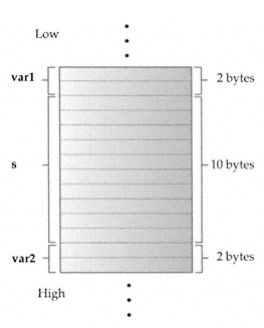 Low
var1
2 bytes
s
10 bytes
var2
2 bytes
High